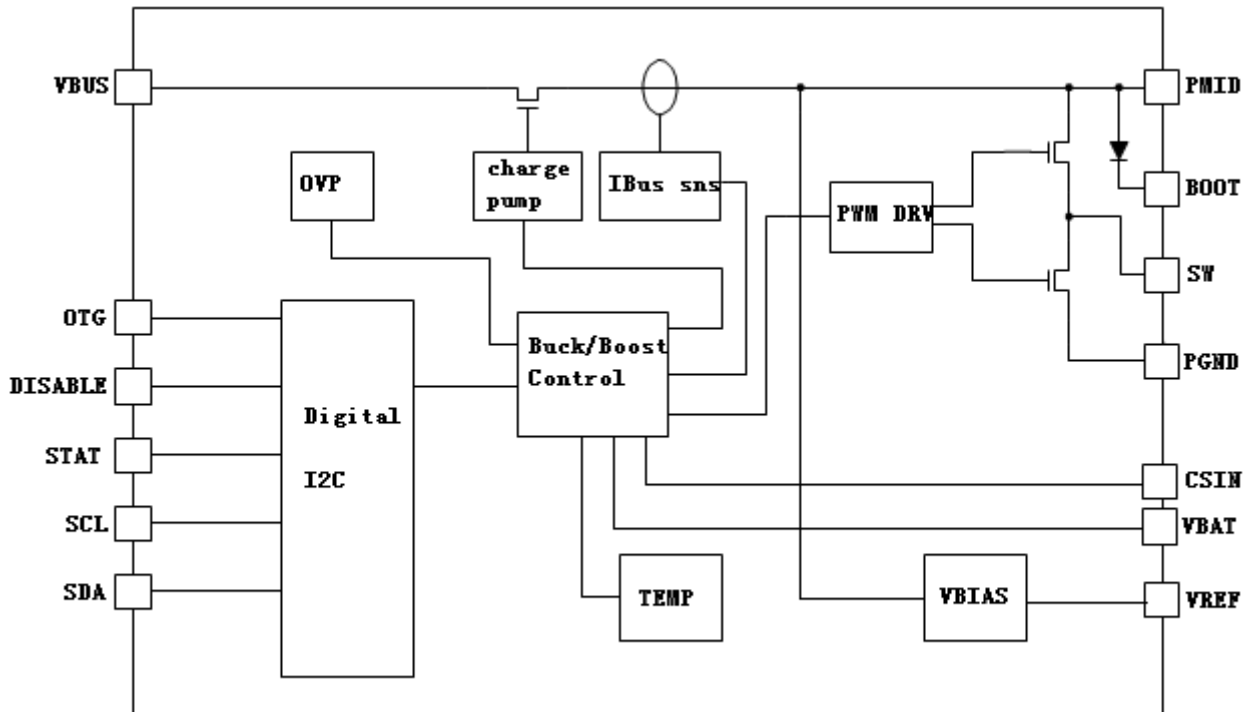 VBUS
PMID
OVP
charge
pump
IBus sns
PWM DRV
BOOT
SW
OTG
Buck/Boost
Control
PGND
DISABLE
Digital
I2C
STAT
CSIN
SCL
VBAT
SDA
TEMP
VBIAS
VREF